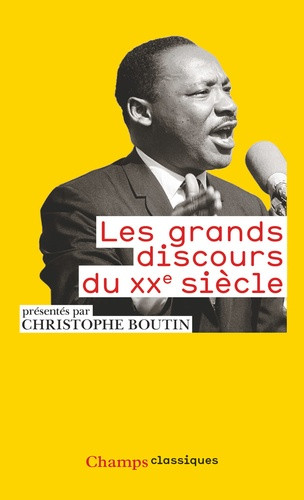 Les grands
discours
du XXe siècle
présentés par
CHRISTOPHE BOUTIN
Champs classiques